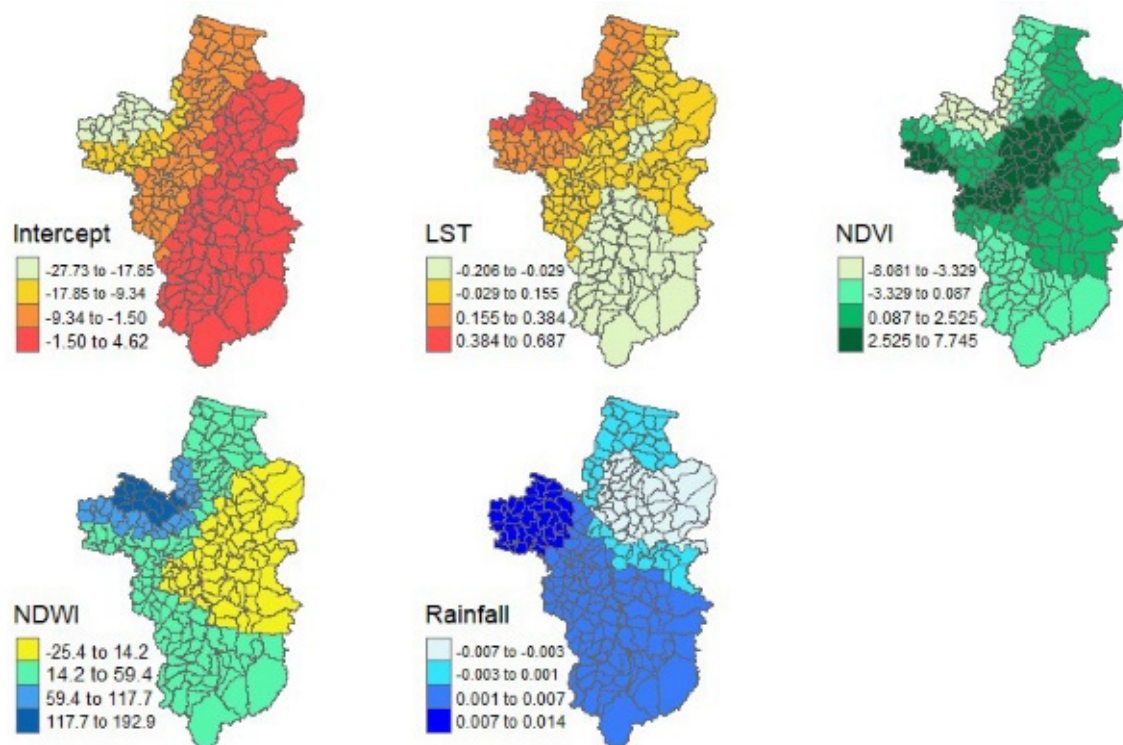 Intercept
-27.73 to -17.85
-17.85 to -9.34
-9.34 to -1.50
-1.50 to 4.62
LST
-0.206 to -0.029
-0.029 to 0.155
0.155 to 0.384
0.384 to 0.687
NDVI
-8.081 to -3.329
-3.329 to 0.087
0.087 to 2.525
2.525 to 7.745
NDWI
-25.4 to 14.2
14.2 to 59.4
59.4 to 117.7
117.7 to 192.9
Rainfall
-0.007 to -0.003
-0.003 to 0.001
0.001 to 0.007
0.007 to 0.014